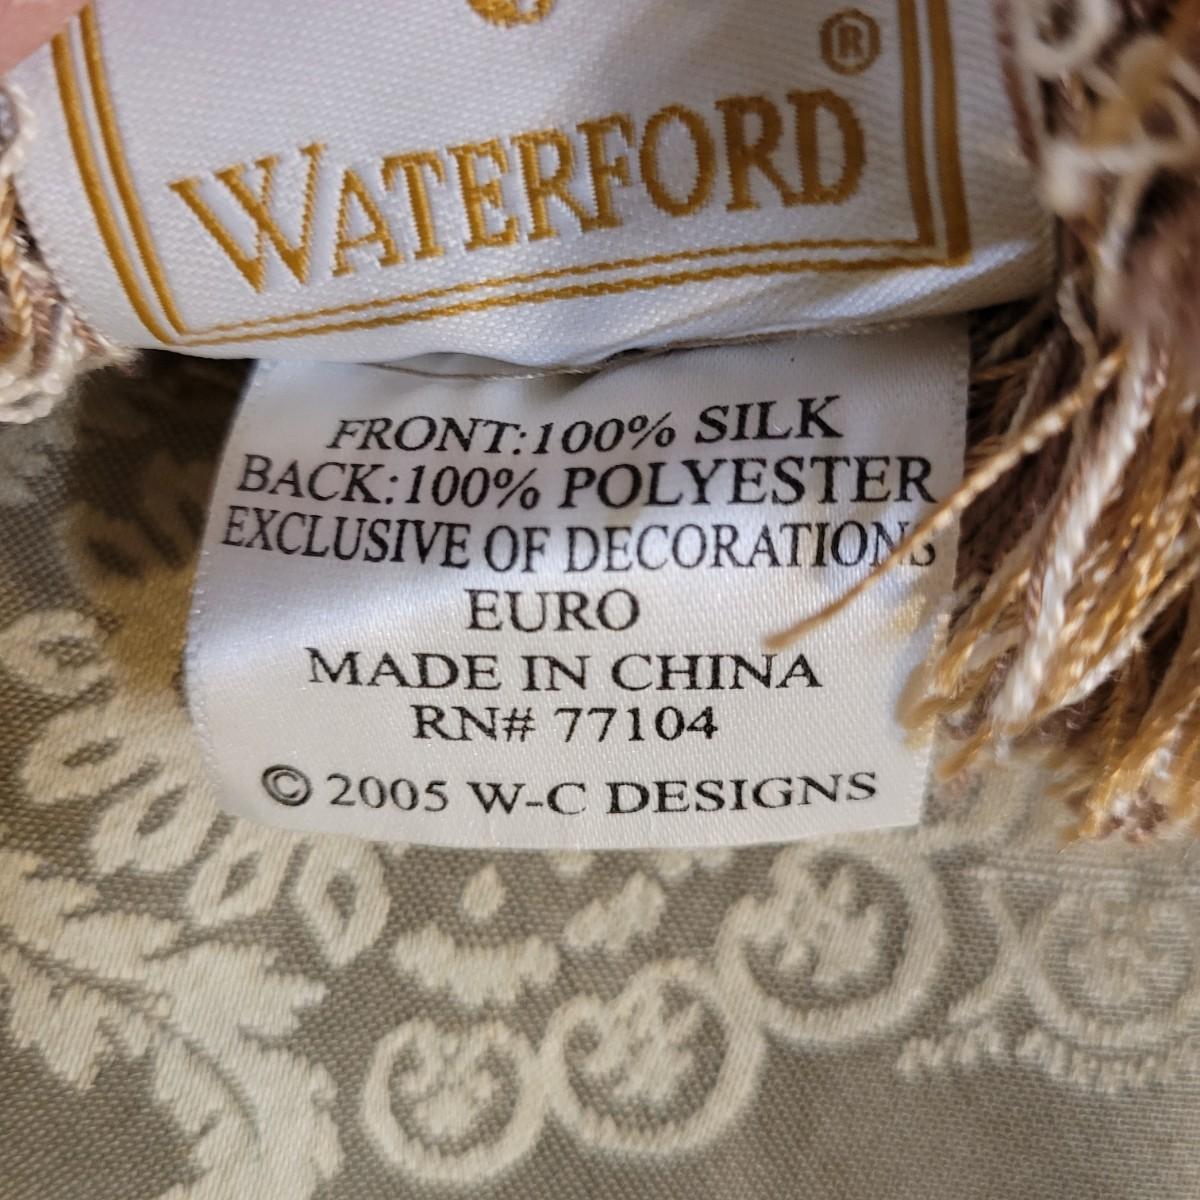 ®
WATERFORD
FRONT:100% SILK
BACK:100% POLYESTER
EXCLUSIVE OF DECORATIONS
EURO
MADE IN CHINA
RN# 77104
© 2005 W-C DESIGNS